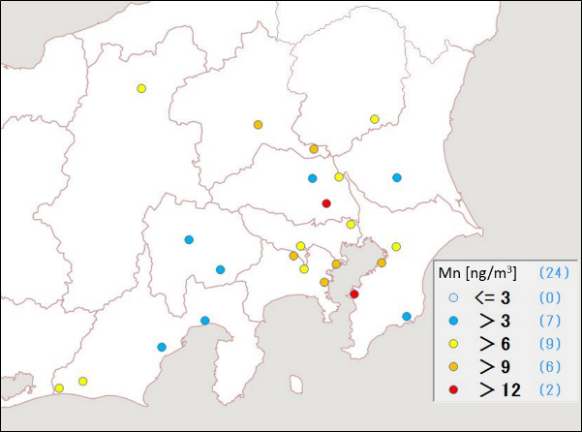 Mn [ng/m³] (24)
<= 3 (0)
> 3 (7)
> 6 (9)
> 9 (6)
> 12 (2)